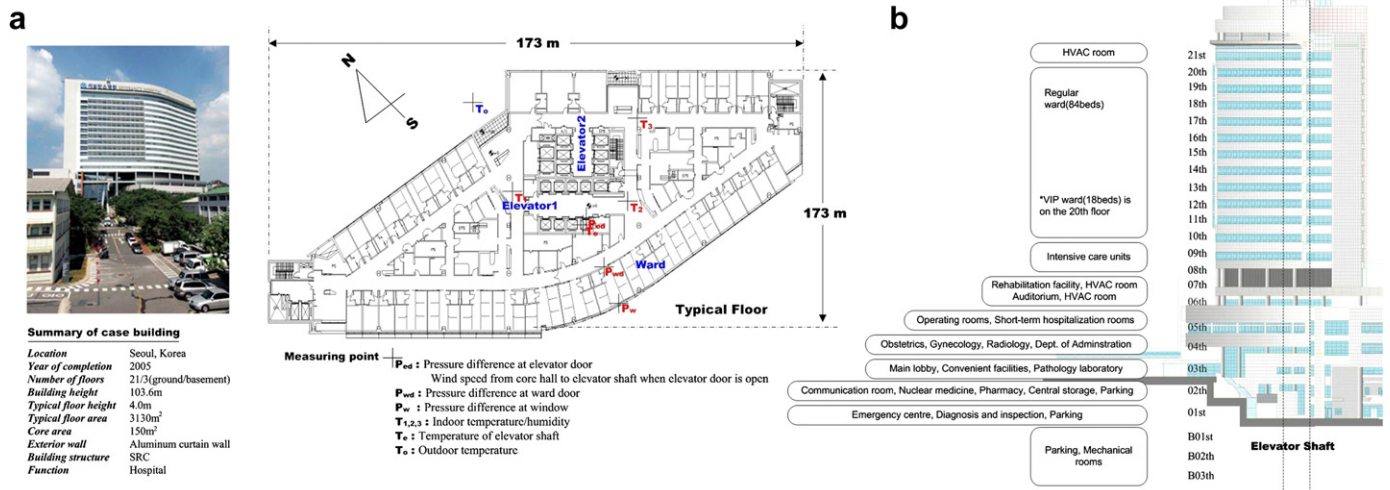 a
173 m
N
S
To
Elevator2
T3
T1
Elevator1
T2
Ped
Te
Pwd
Ward
Pw
Typical Floor
173 m
Summary of case building
Location Seoul, Korea
Year of completion 2005
Number of floors 21/3(ground/basement)
Building height 103.6m
Typical floor height 4.0m
Typical floor area 3130m²
Core area 150m²
Exterior wall Aluminum curtain wall
Building structure SRC
Function Hospital
Measuring point
Ped : Pressure difference at elevator door
Wind speed from core hall to elevator shaft when elevator door is open
Pwd : Pressure difference at ward door
Pw : Pressure difference at window
T1,2,3 : Indoor temperature/humidity
Te : Temperature of elevator shaft
To : Outdoor temperature
b
HVAC room
Regular
ward(84beds)
*VIP ward(18beds) is
on the 20th floor
Intensive care units
Rehabilitation facility, HVAC room
Auditorium, HVAC room
Operating rooms, Short-term hospitalization rooms
Obstetrics, Gynecology, Radiology, Dept. of Adminstration
Main lobby, Convenient facilities, Pathology laboratory
Communication room, Nuclear medicine, Pharmacy, Central storage, Parking
Emergency centre, Diagnosis and inspection, Parking
Parking, Mechanical
rooms
21st
20th
19th
18th
17th
16th
15th
14th
13th
12th
11th
10th
09th
08th
07th
06th
05th
04th
03th
02th
01st
B01st
B02th
B03th
Elevator Shaft